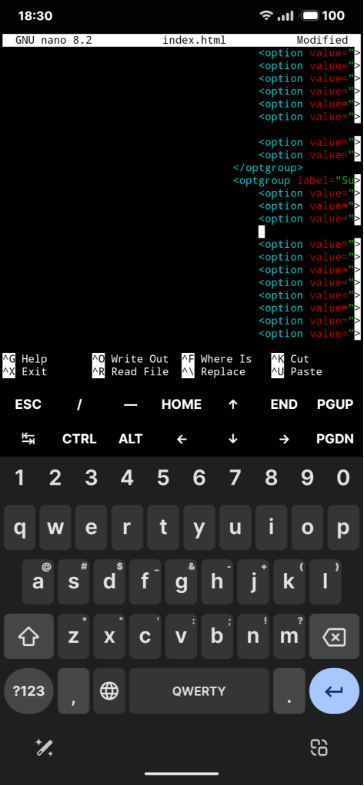 18:30 100
GNU nano 8.2 index.html Modified
<option value=">
<option value=">
<option value=">
<option value=">
<option value=">
<option value=">
<option value=">
<option value=">
</optgroup>
<optgroup label="Su>
<option value=">
<option value=">
<option value=">
<option value=">
<option value=">
<option value=">
<option value=">
<option value=">
<option value=">
<option value=">
<option value=">
^G Help ^O Write Out ^F Where Is ^K Cut
^X Exit ^R Read File ^\ Replace ^U Paste
ESC / — HOME ↑ END PGUP
↹ CTRL ALT ← ↓ → PGDN
1 2 3 4 5 6 7 8 9 0
q w e r t y u i o p
a @ s # d $ f _ g & h - j + k ( l )
z * x " c ' v : b ; n ! m ?
?123 , QWERTY .